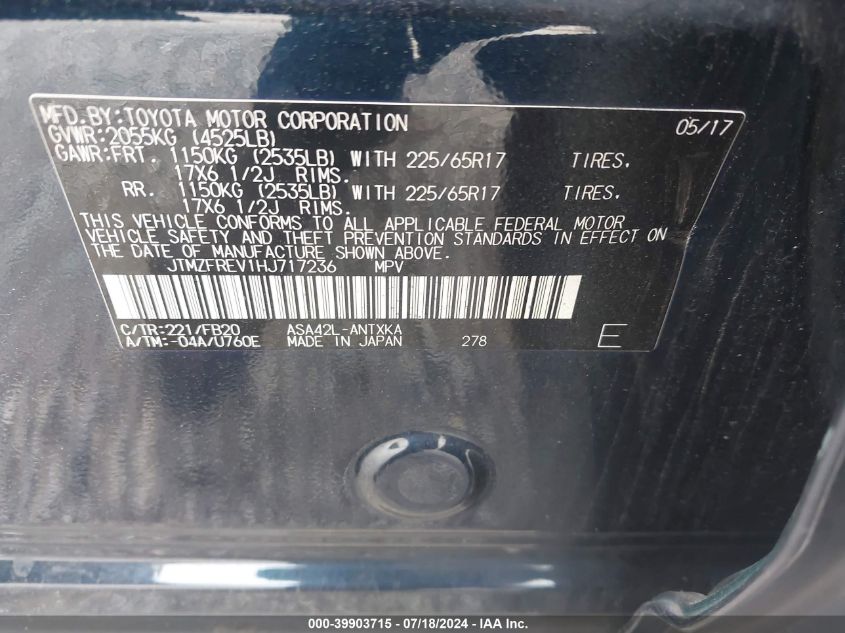 MFD.BY:TOYOTA MOTOR CORPORATION 05/17
GVWR:2055KG (4525LB)
GAWR:FRT. 1150KG (2535LB) WITH 225/65R17 TIRES.
17X6 1/2J RIMS.
RR. 1150KG (2535LB) WITH 225/65R17 TIRES.
17X6 1/2J RIMS.
THIS VEHICLE CONFORMS TO ALL APPLICABLE FEDERAL MOTOR
VEHICLE SAFETY AND THEFT PREVENTION STANDARDS IN EFFECT ON
THE DATE OF MANUFACTURE SHOWN ABOVE.
JTMZFREV1HJ717236 MPV
C/TR:221/FB20 ASA42L-ANTXKA
A/TM:-04A/U760E MADE IN JAPAN 278 E
000-39903715 - 07/18/2024 - IAA Inc.